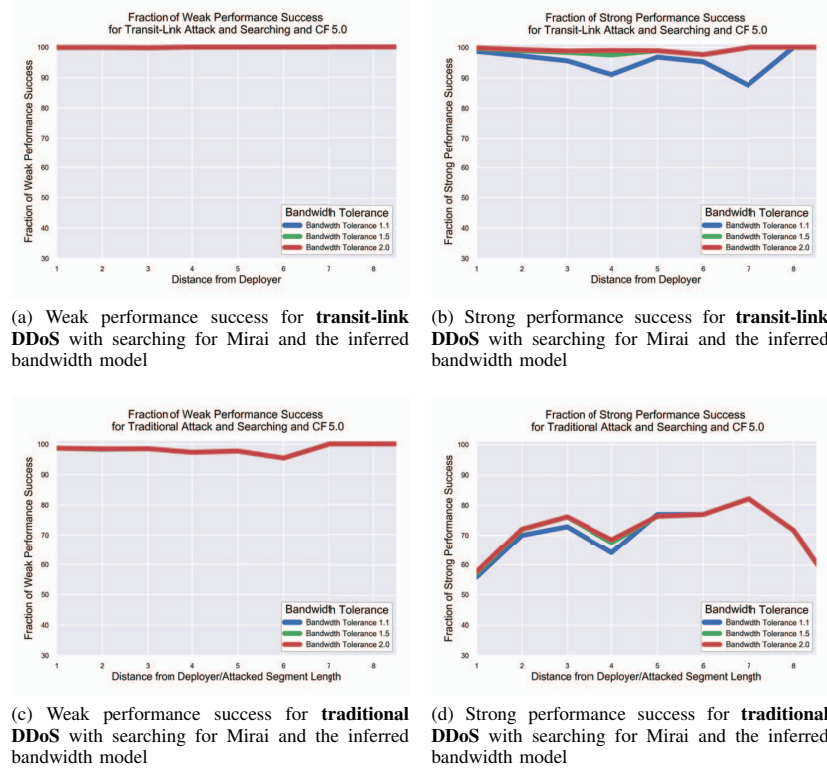 Fraction of Weak Performance Success
for Transit-Link Attack and Searching and CF 5.0
Fraction of Weak Performance Success
100
90
80
70
60
50
40
30
1 2 3 4 5 6 7 8
Distance from Deployer
Bandwidth Tolerance
Bandwidth Tolerance 1.1
Bandwidth Tolerance 1.5
Bandwidth Tolerance 2.0
(a) Weak performance success for transit-link
DDoS with searching for Mirai and the inferred
bandwidth model
Fraction of Strong Performance Success
for Transit-Link Attack and Searching and CF 5.0
Fraction of Strong Performance Success
100
90
80
70
60
50
40
30
1 2 3 4 5 6 7 8
Distance from Deployer
Bandwidth Tolerance
Bandwidth Tolerance 1.1
Bandwidth Tolerance 1.5
Bandwidth Tolerance 2.0
(b) Strong performance success for transit-link
DDoS with searching for Mirai and the inferred
bandwidth model
Fraction of Weak Performance Success
for Traditional Attack and Searching and CF 5.0
Fraction of Weak Performance Success
100
90
80
70
60
50
40
30
1 2 3 4 5 6 7 8
Distance from Deployer/Attacked Segment Length
Bandwidth Tolerance
Bandwidth Tolerance 1.1
Bandwidth Tolerance 1.5
Bandwidth Tolerance 2.0
(c) Weak performance success for traditional
DDoS with searching for Mirai and the inferred
bandwidth model
Fraction of Strong Performance Success
for Traditional Attack and Searching and CF 5.0
Fraction of Strong Performance Success
100
90
80
70
60
50
40
30
1 2 3 4 5 6 7 8
Distance from Deployer/Attacked Segment Length
Bandwidth Tolerance
Bandwidth Tolerance 1.1
Bandwidth Tolerance 1.5
Bandwidth Tolerance 2.0
(d) Strong performance success for traditional
DDoS with searching for Mirai and the inferred
bandwidth model